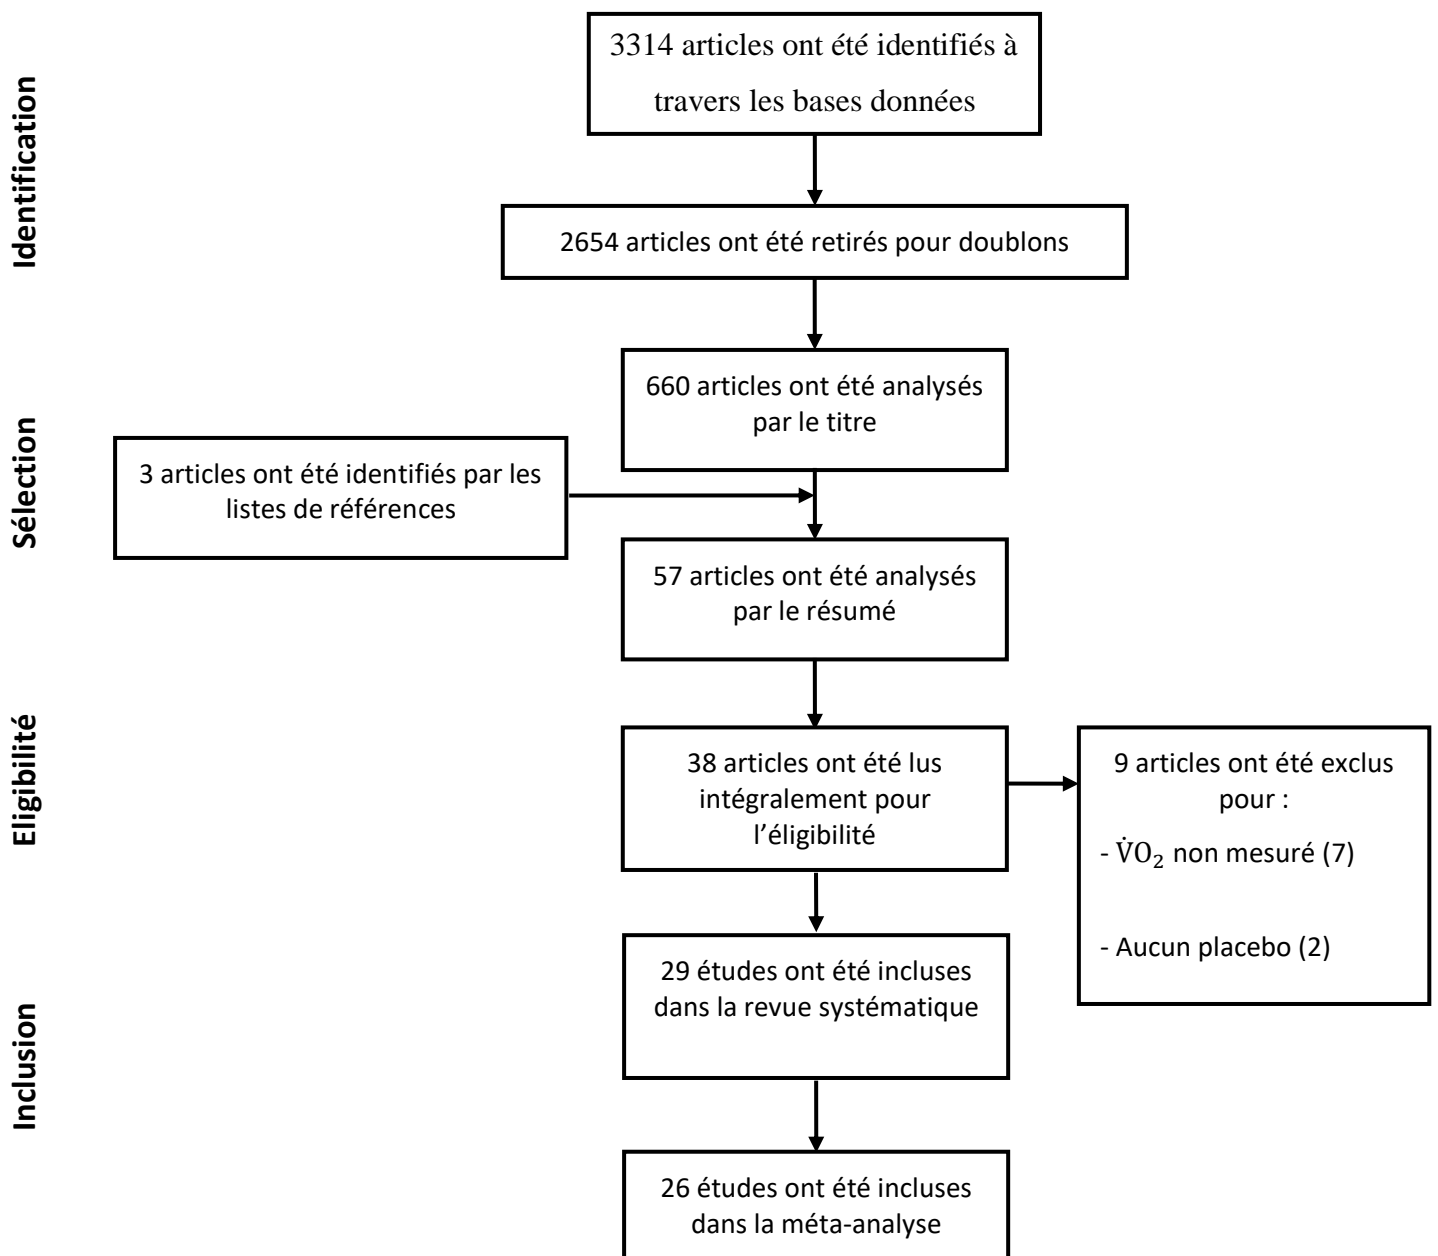 3314 articles ont été identifiés à
travers les bases données
Identification
2654 articles ont été retirés pour doublons
660 articles ont été analysés
par le titre
Sélection
3 articles ont été identifiés par les
listes de références
57 articles ont été analysés
par le résumé
Eligibilité
38 articles ont été lus
intégralement pour
l'éligibilité
9 articles ont été exclus
pour :
- V̇O₂ non mesuré (7)
- Aucun placebo (2)
Inclusion
29 études ont été incluses
dans la revue systématique
26 études ont été incluses
dans la méta-analyse